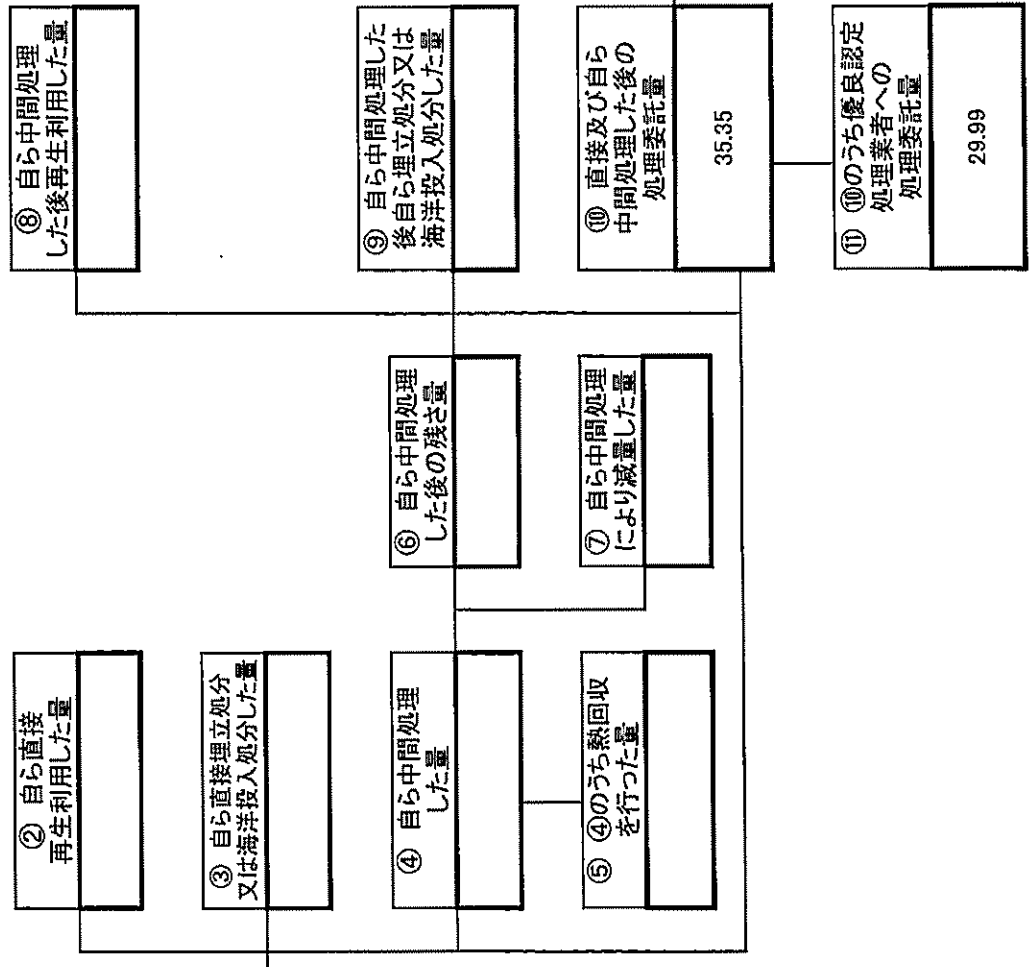 ② 自ら直接
再生利用した量
③ 自ら直接埋立処分
又は海洋投入処分した量
④ 自ら中間処理
した量
⑤ ④のうち熱回収
を行った量
⑥ 自ら中間処理
した後の残さ量
⑦ 自ら中間処理
により減量した量
⑧ 自ら中間処理
した後再生利用した量
⑨ 自ら中間処理した
後自ら埋立処分又は
海洋投入処分した量
⑩ 直接及び自ら
中間処理した後の
処理委託量
35.35
⑪ ⑩のうち優良認定
処理業者への
処理委託量
29.99